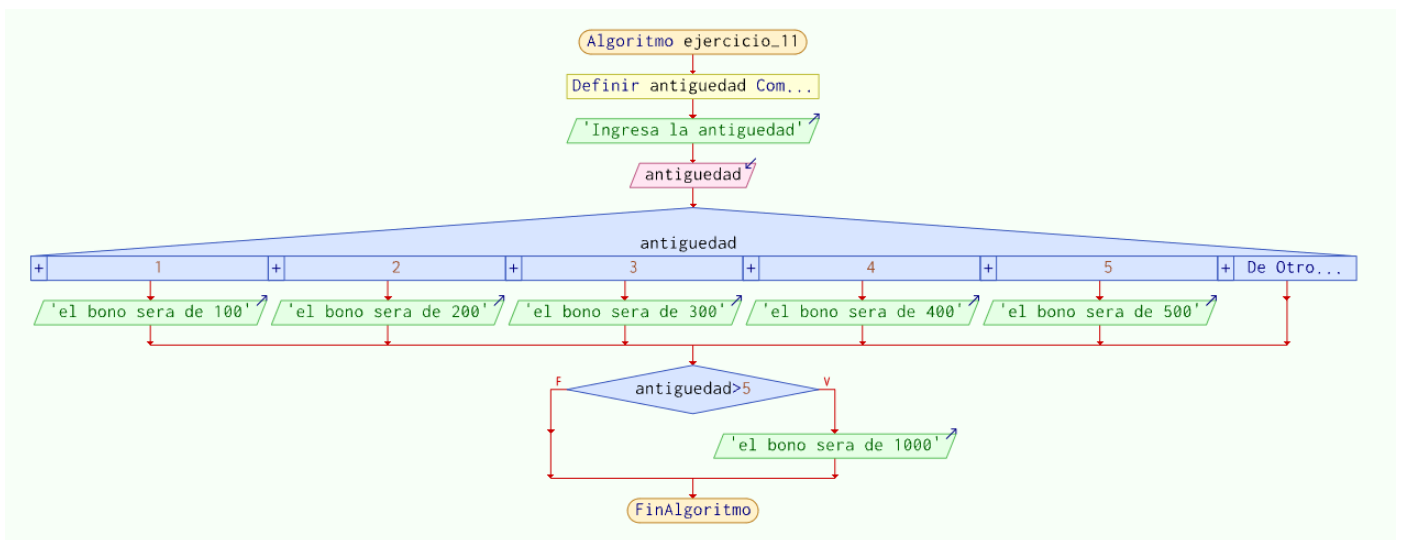 Algoritmo ejercicio_11
Definir antiguedad Com...
'Ingresa la antiguedad'
antiguedad
antiguedad
+ 1 + 2 + 3 + 4 + 5 + De Otro...
'el bono sera de 100' 'el bono sera de 200' 'el bono sera de 300' 'el bono sera de 400' 'el bono sera de 500'
F antiguedad>5 V
'el bono sera de 1000'
FinAlgoritmo